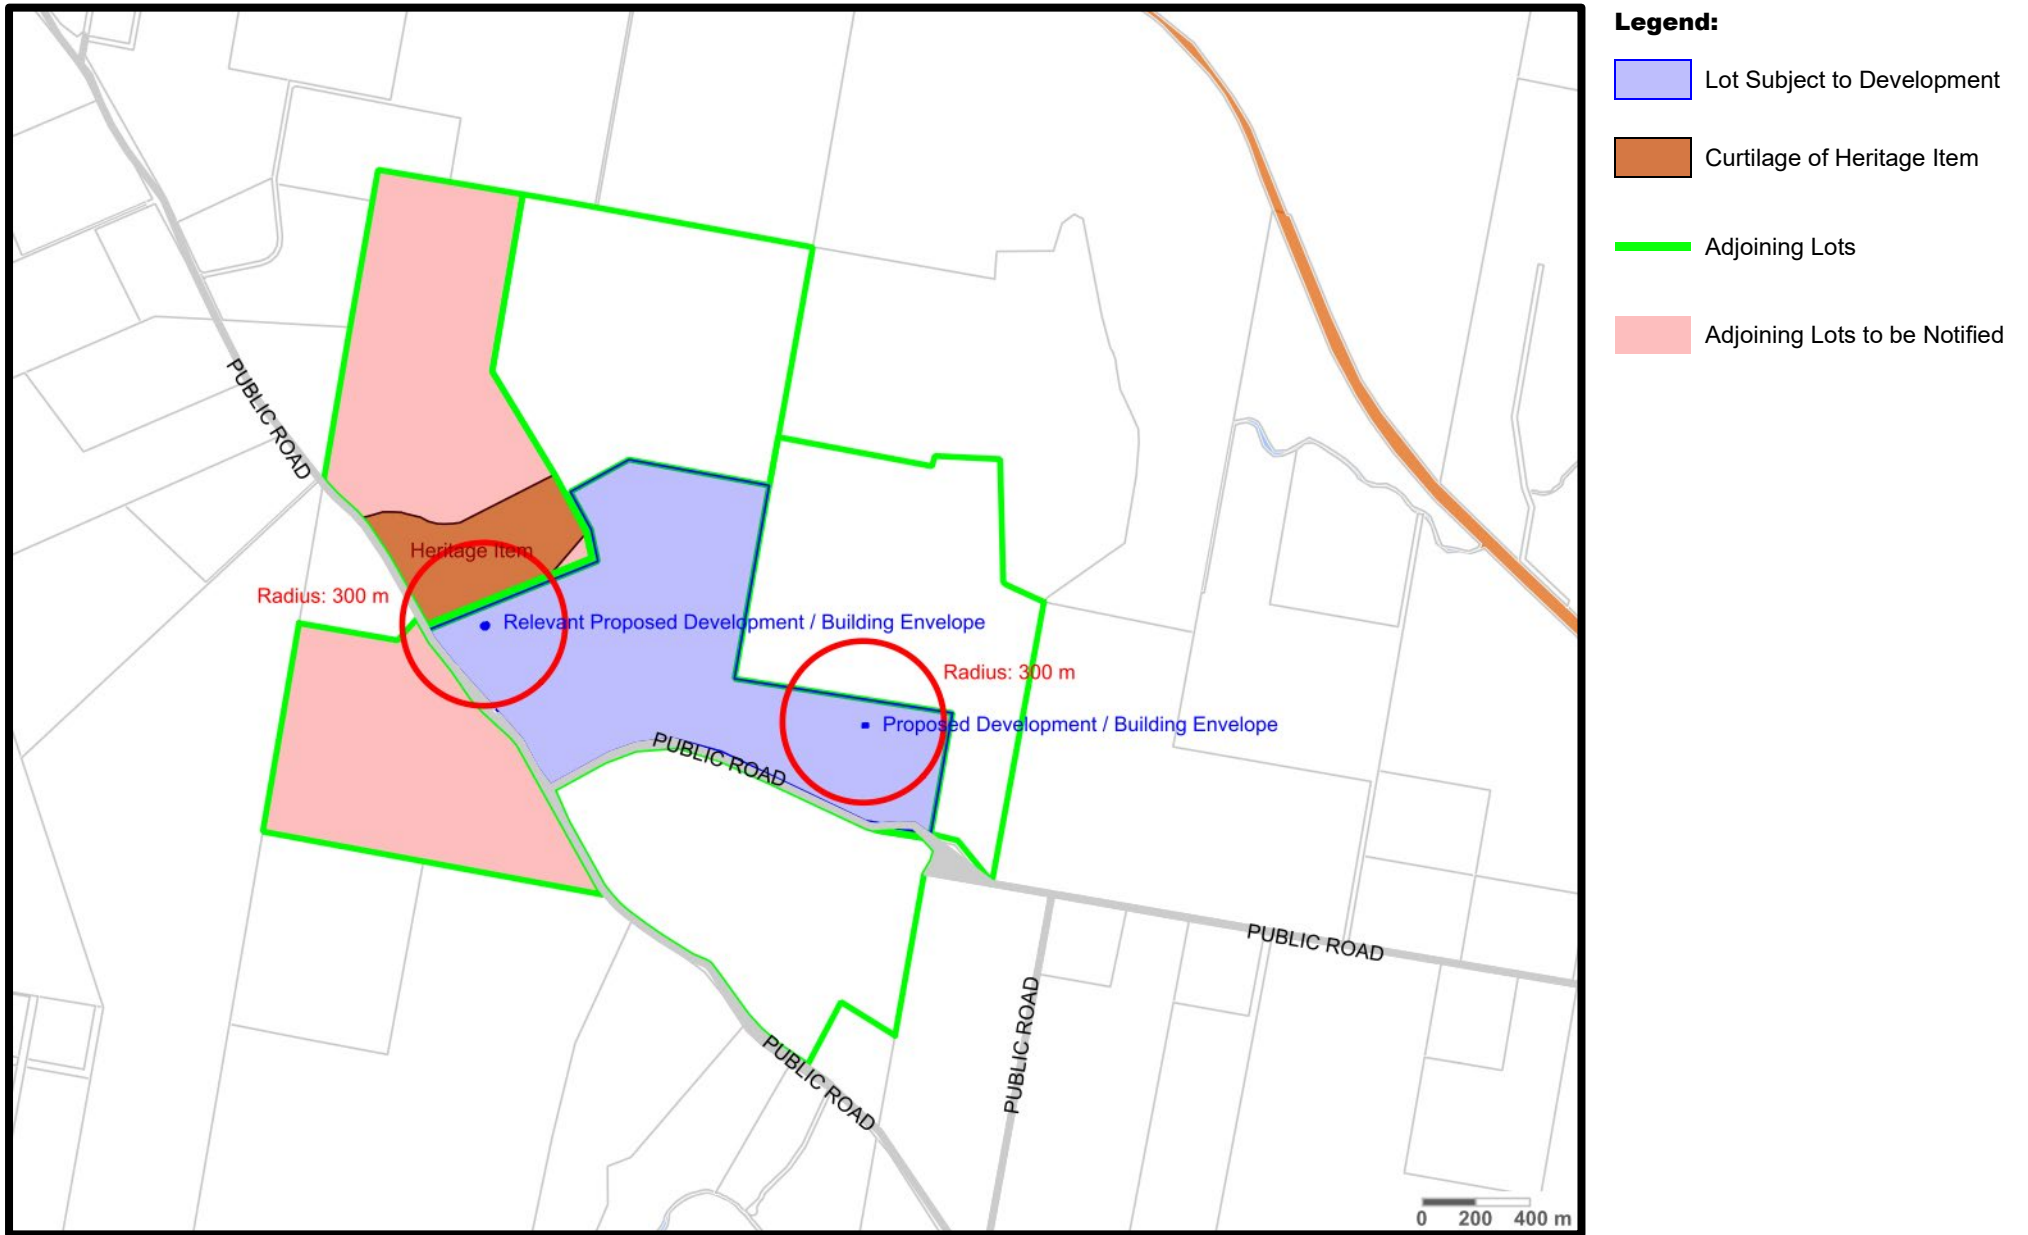 Legend:
Lot Subject to Development
Curtilage of Heritage Item
Adjoining Lots
Adjoining Lots to be Notified
PUBLIC ROAD
Heritage Item
Radius: 300 m
Relevant Proposed Development / Building Envelope
Radius: 300 m
Proposed Development / Building Envelope
PUBLIC ROAD
PUBLIC ROAD
PUBLIC ROAD
PUBLIC ROAD
0 200 400 m